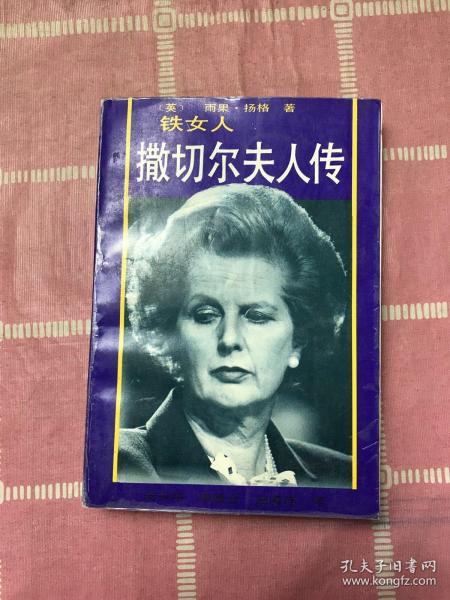 〔英〕 雨果·扬格 著
铁女人
撒切尔夫人传
孔夫子旧书网
www.kongfz.com